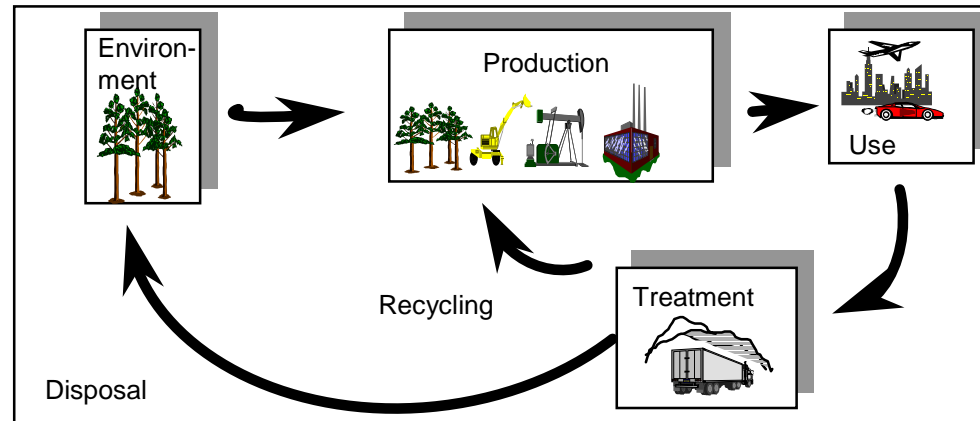 Environ-
ment
Production
Use
Recycling
Treatment
Disposal